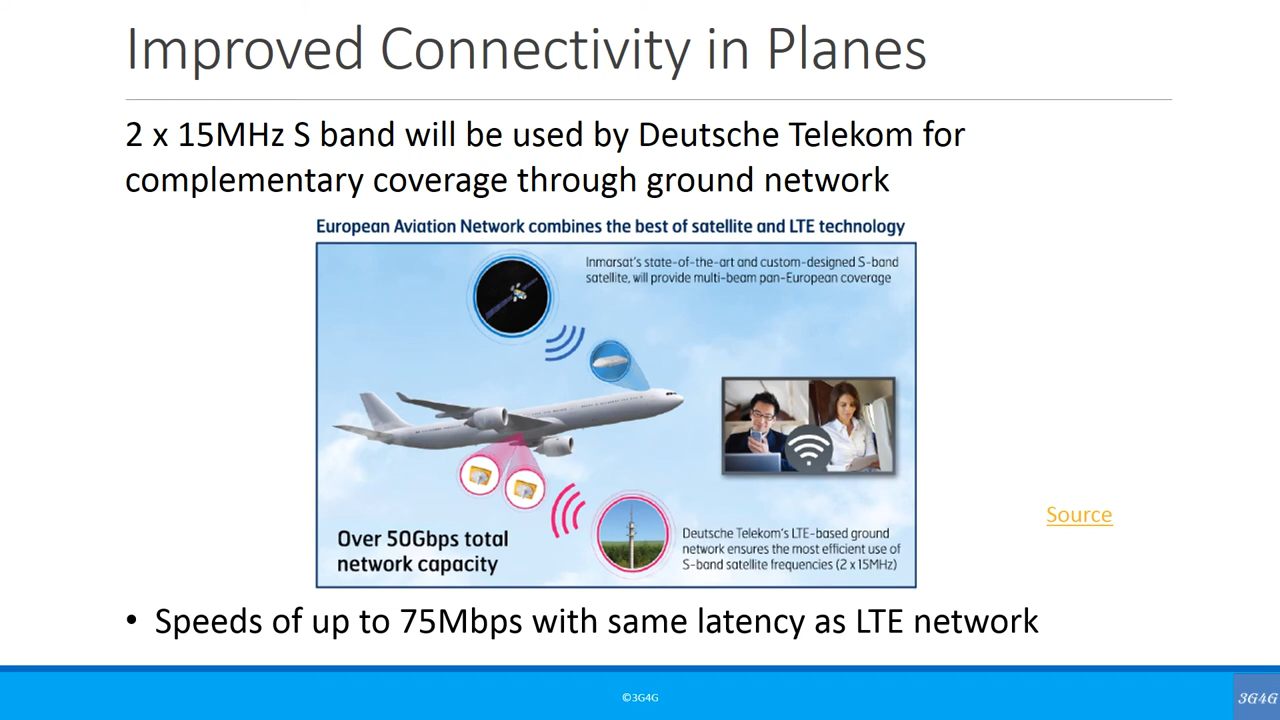 Improved Connectivity in Planes
2 x 15MHz S band will be used by Deutsche Telekom for
complementary coverage through ground network
European Aviation Network combines the best of satellite and LTE technology
Inmarsat's state-of-the-art and custom-designed S-band
satellite, will provide multi-beam pan-European coverage
Over 50Gbps total
network capacity
Deutsche Telekom's LTE-based ground
network ensures the most efficient use of
S-band satellite frequencies (2 x 15MHz)
Source
• Speeds of up to 75Mbps with same latency as LTE network
©3G4G
3G4G